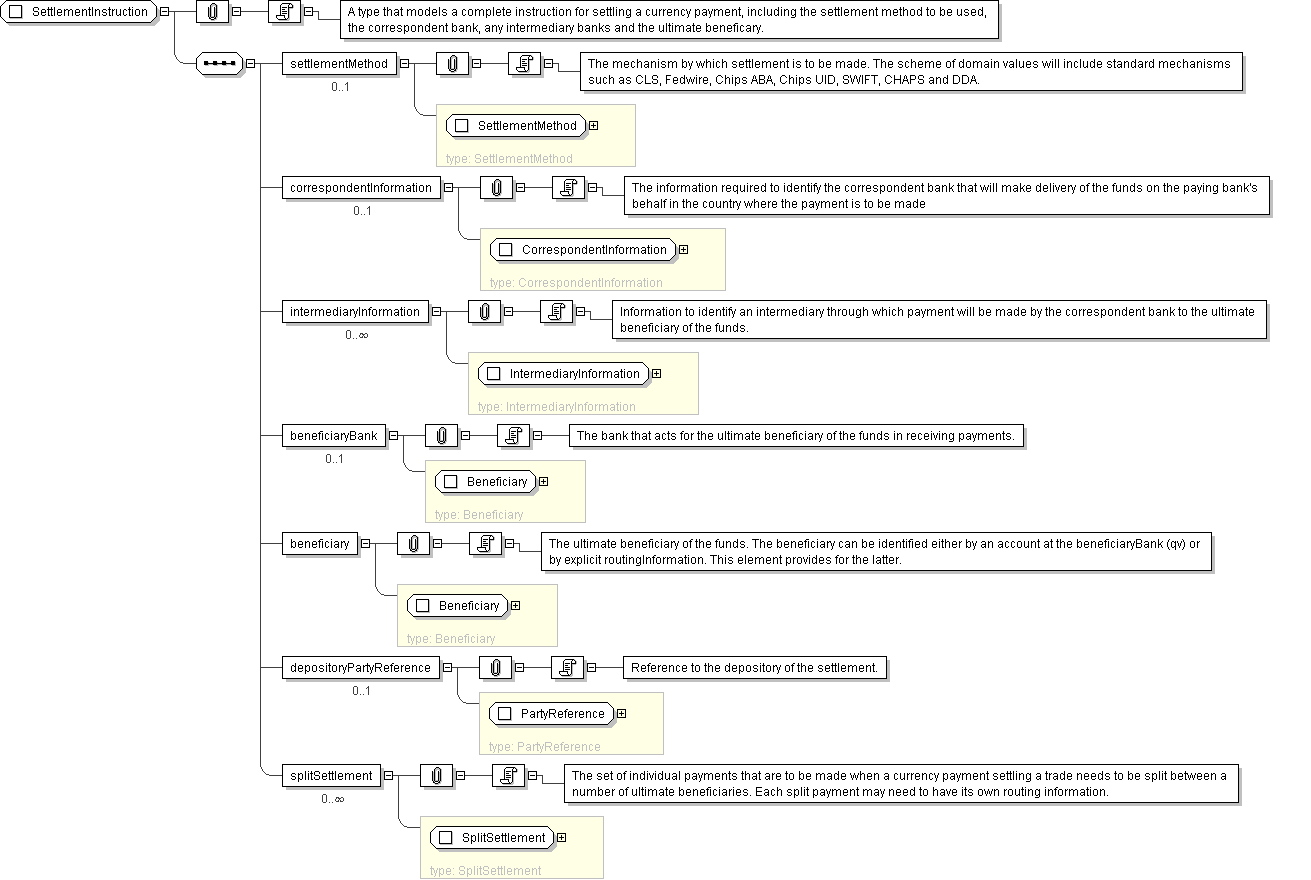 SettlementInstruction
A type that models a complete instruction for settling a currency payment, including the settlement method to be used,
the correspondent bank, any intermediary banks and the ultimate beneficary.
settlementMethod
0..1
The mechanism by which settlement is to be made. The scheme of domain values will include standard mechanisms
such as CLS, Fedwire, Chips ABA, Chips UID, SWIFT, CHAPS and DDA.
SettlementMethod
type: SettlementMethod
correspondentInformation
0..1
The information required to identify the correspondent bank that will make delivery of the funds on the paying bank's
behalf in the country where the payment is to be made
CorrespondentInformation
type: CorrespondentInformation
intermediaryInformation
0..∞
Information to identify an intermediary through which payment will be made by the correspondent bank to the ultimate
beneficiary of the funds.
IntermediaryInformation
type: IntermediaryInformation
beneficiaryBank
0..1
The bank that acts for the ultimate beneficiary of the funds in receiving payments.
Beneficiary
type: Beneficiary
beneficiary
The ultimate beneficiary of the funds. The beneficiary can be identified either by an account at the beneficiaryBank (qv) or
by explicit routingInformation. This element provides for the latter.
Beneficiary
type: Beneficiary
depositoryPartyReference
0..1
Reference to the depository of the settlement.
PartyReference
type: PartyReference
splitSettlement
0..∞
The set of individual payments that are to be made when a currency payment settling a trade needs to be split between a
number of ultimate beneficiaries. Each split payment may need to have its own routing information.
SplitSettlement
type: SplitSettlement